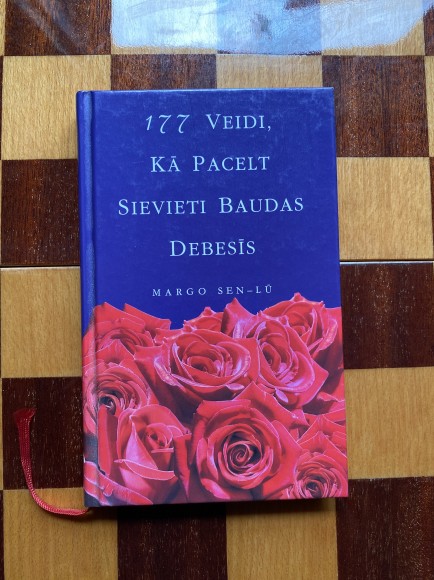 177 Veidi,
Kā Pacelt
Sievieti Baudas
Debesīs
Margo Sen–Lū